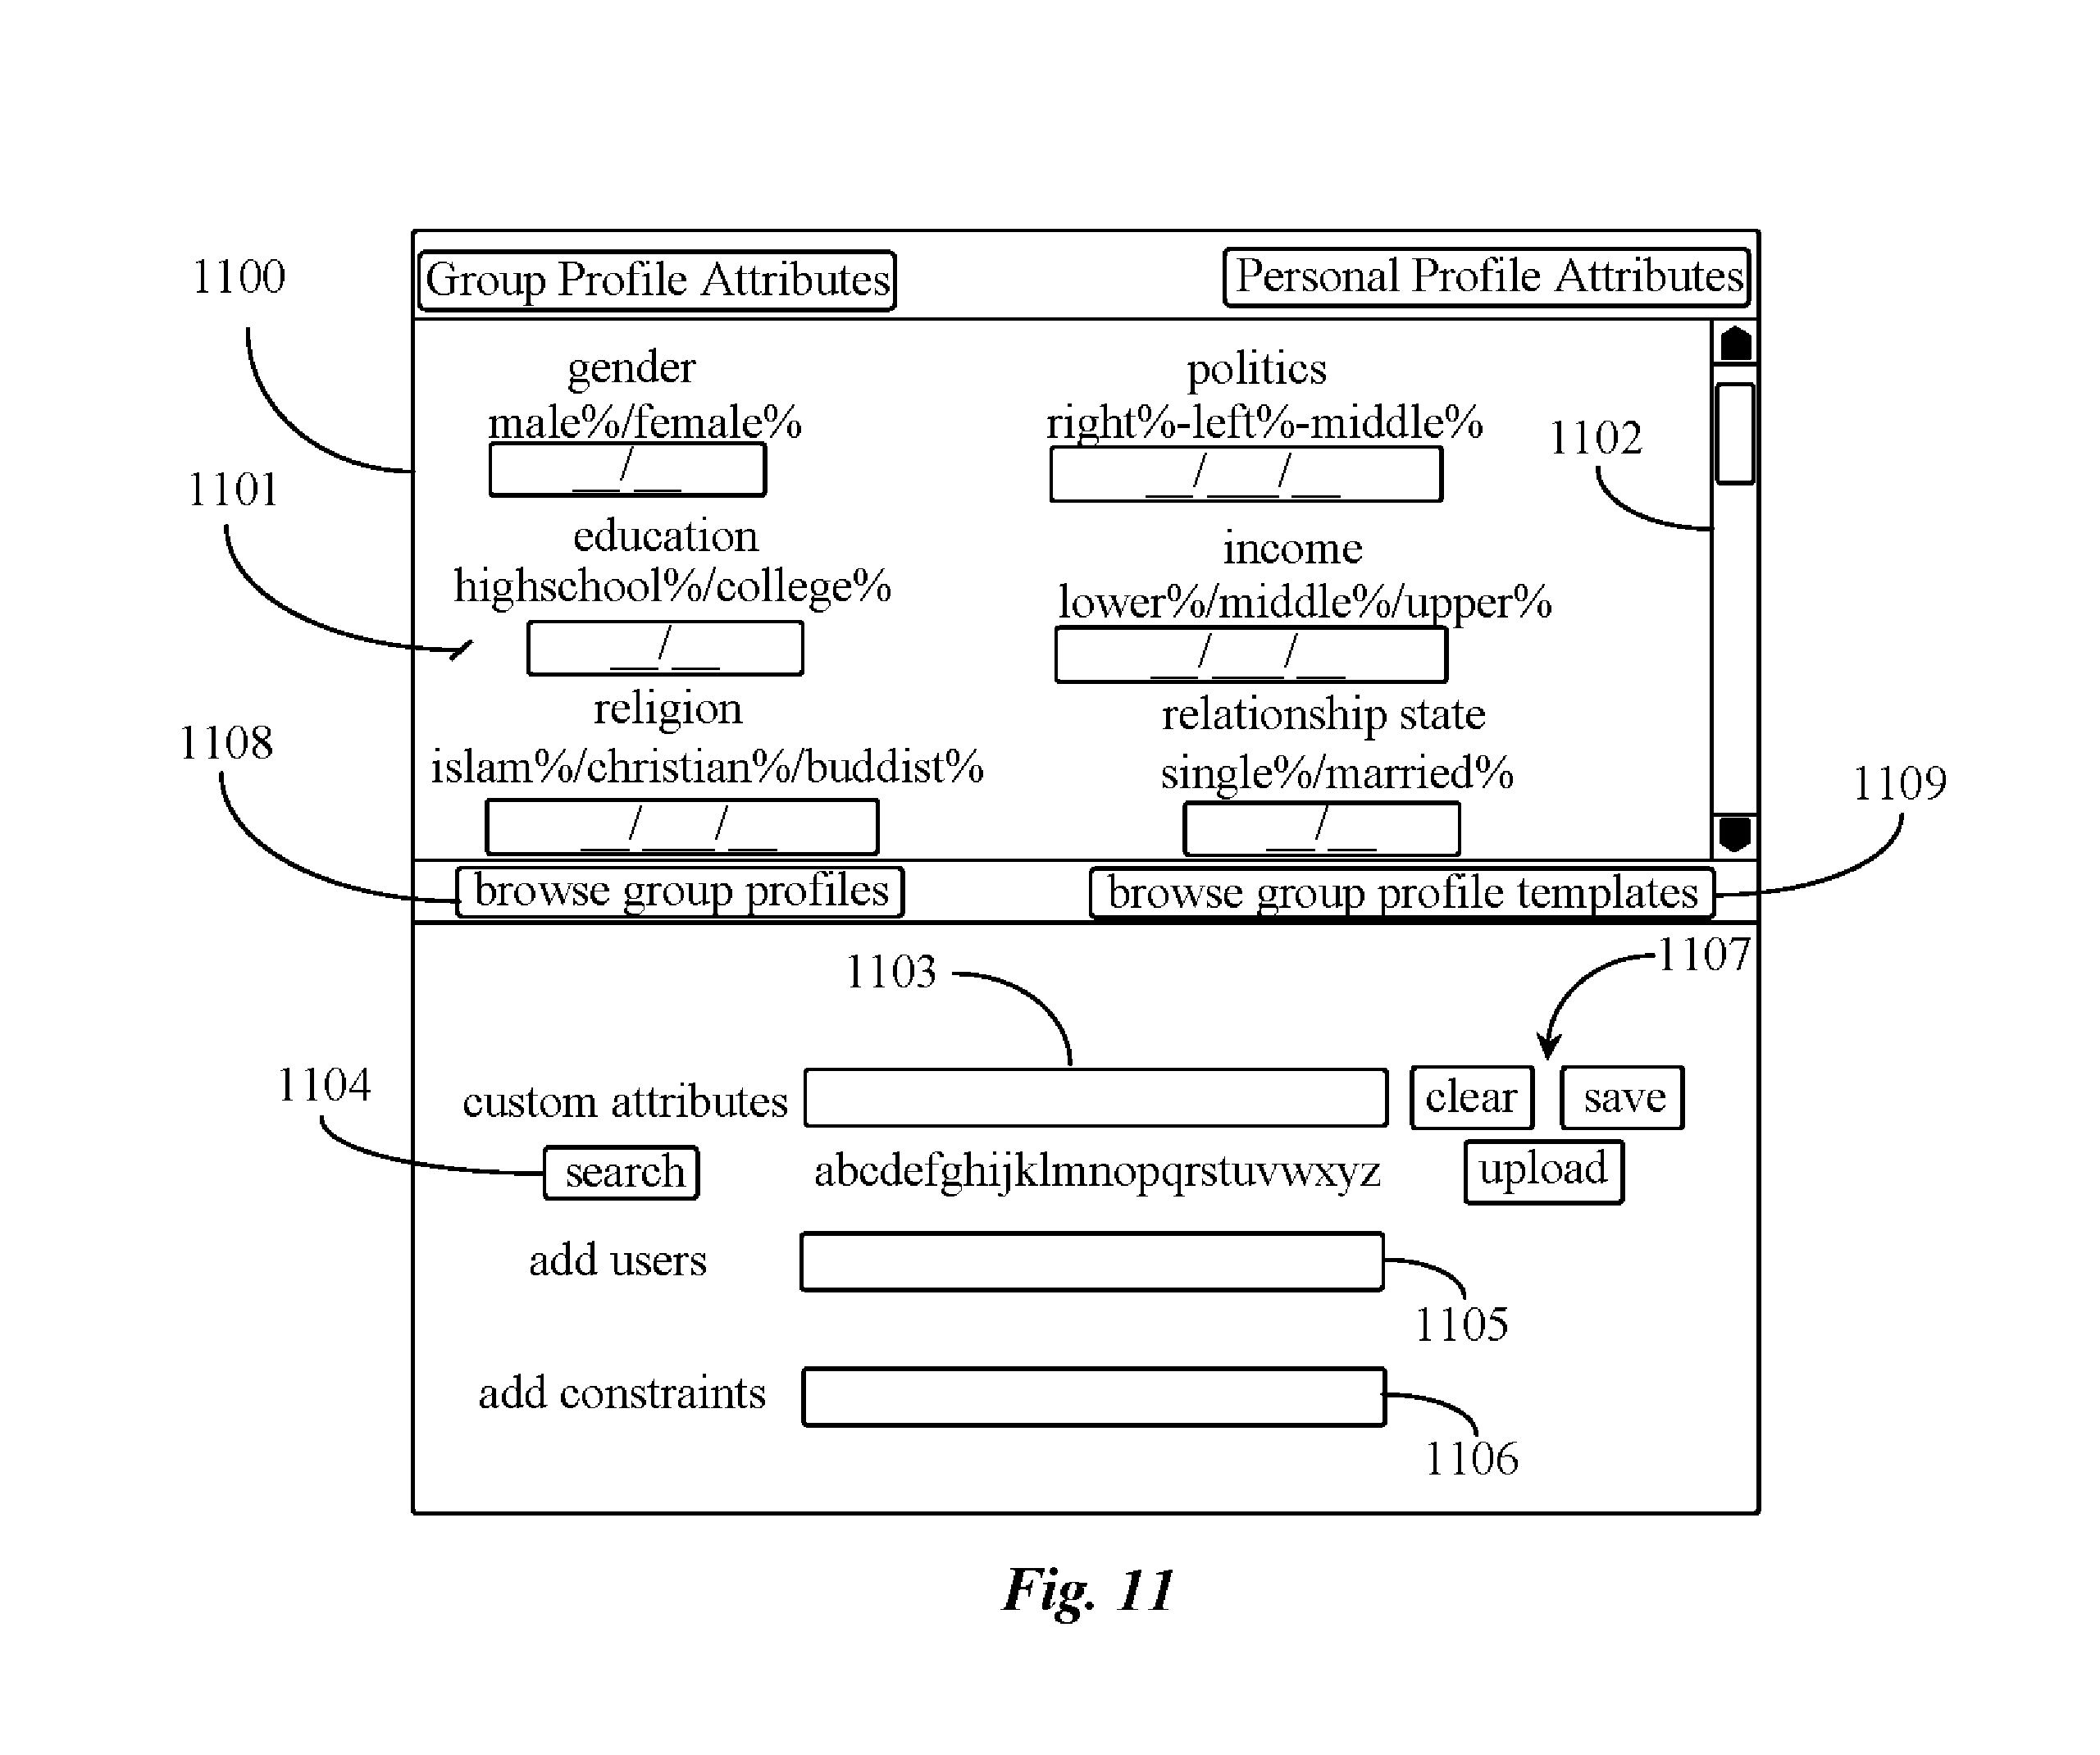 1100
Group Profile Attributes
Personal Profile Attributes
gender
male%/female%
__/__
politics
right%-left%-middle%
__/___/__
1102
1101
education
highschool%/college%
__/__
income
lower%/middle%/upper%
__/___/__
1108
religion
islam%/christian%/buddist%
__/___/__
relationship state
single%/married%
__/__
1109
browse group profiles
browse group profile templates
1103
1107
1104
custom attributes
clear
save
search
abcdefghijklmnopqrstuvwxyz
upload
add users
1105
add constraints
1106
Fig. 11